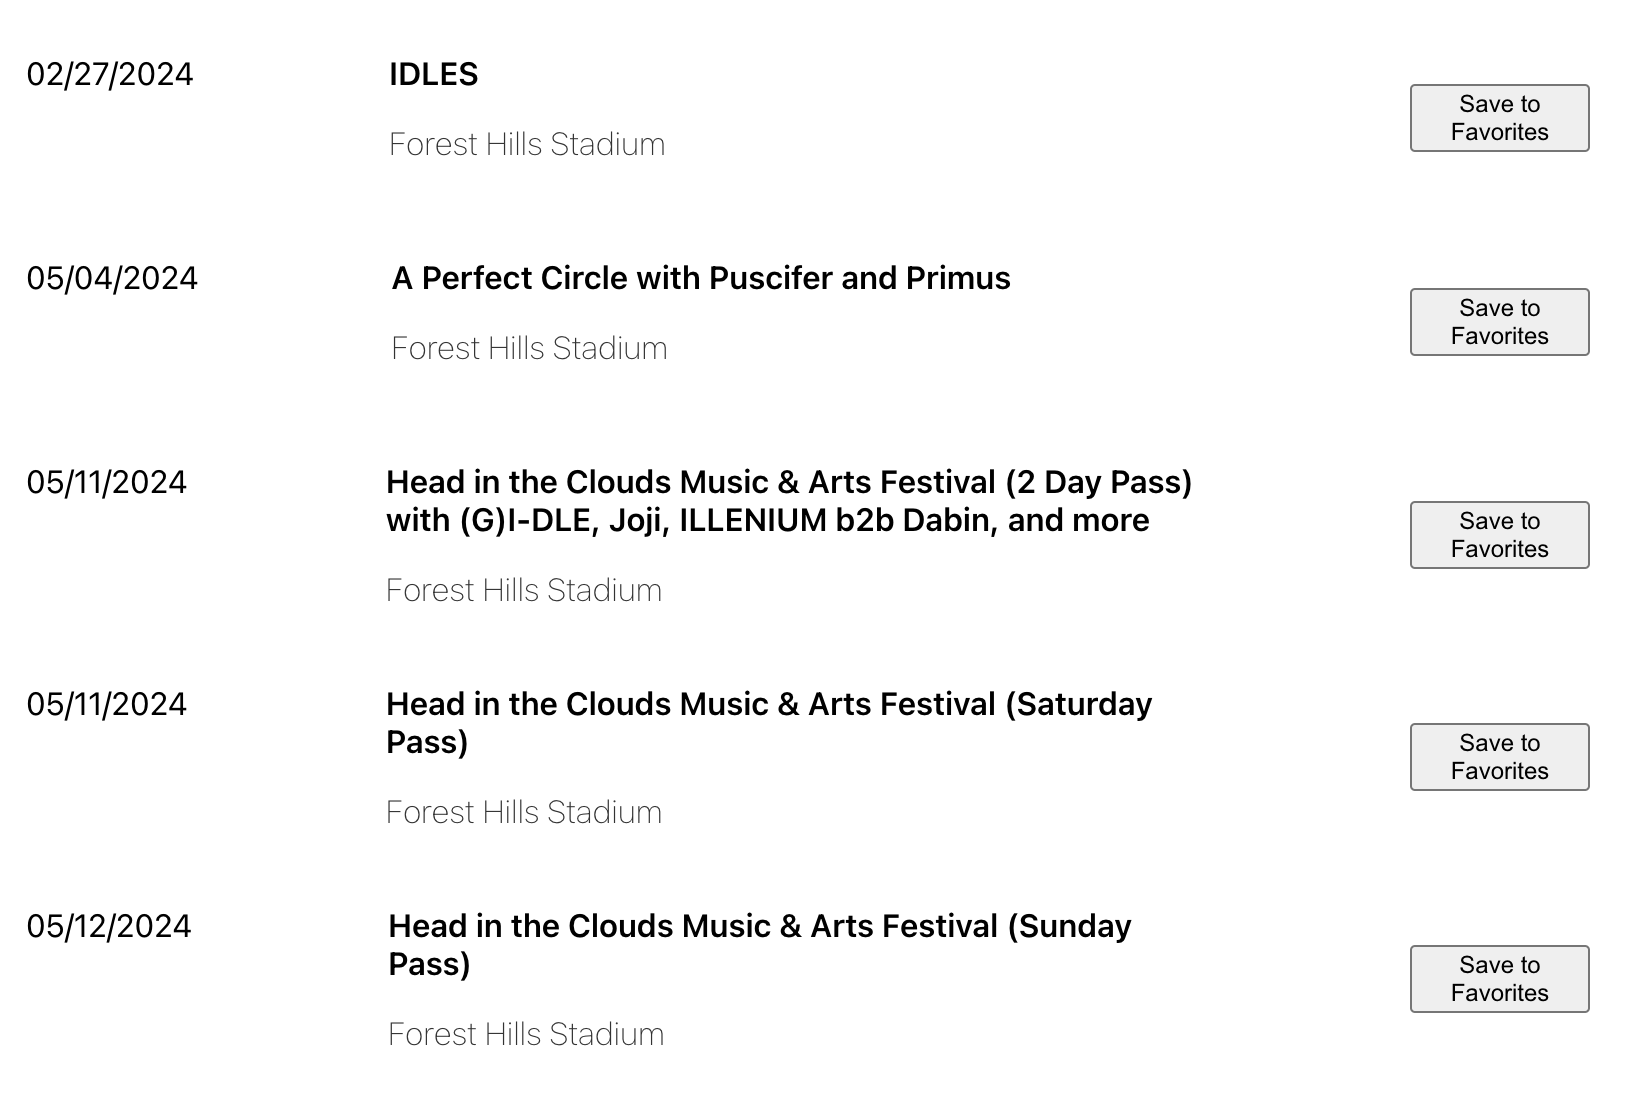 02/27/2024
IDLES
Forest Hills Stadium
Save to
Favorites
05/04/2024
A Perfect Circle with Puscifer and Primus
Forest Hills Stadium
Save to
Favorites
05/11/2024
Head in the Clouds Music & Arts Festival (2 Day Pass)
with (G)I-DLE, Joji, ILLENIUM b2b Dabin, and more
Forest Hills Stadium
Save to
Favorites
05/11/2024
Head in the Clouds Music & Arts Festival (Saturday
Pass)
Forest Hills Stadium
Save to
Favorites
05/12/2024
Head in the Clouds Music & Arts Festival (Sunday
Pass)
Forest Hills Stadium
Save to
Favorites